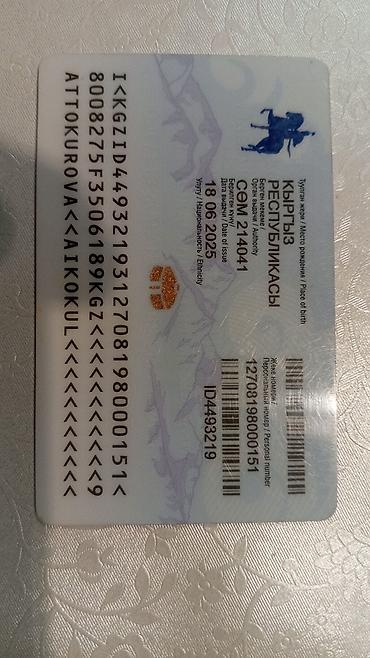 Туулган жери / Место рождения / Place of birth
КЫРГЫЗ
РЕСПУБЛИКАСЫ
Берген мекеме /
Орган выдачи / Authority
СӨМ 214041
Берилген күнү
Дата выдачи / Date of issue
18.06.2025
Улуту / Национальность / Ethnicity
Жеке номери /
Персональный номер / Personal number
12708198000151
ID4493219
I<KGZID44932193127081980000151<
8008275F3506189KGZ<<<<<<<<<<<9
ATTOKUROVA<<AIKOKUL<<<<<<<<<<<